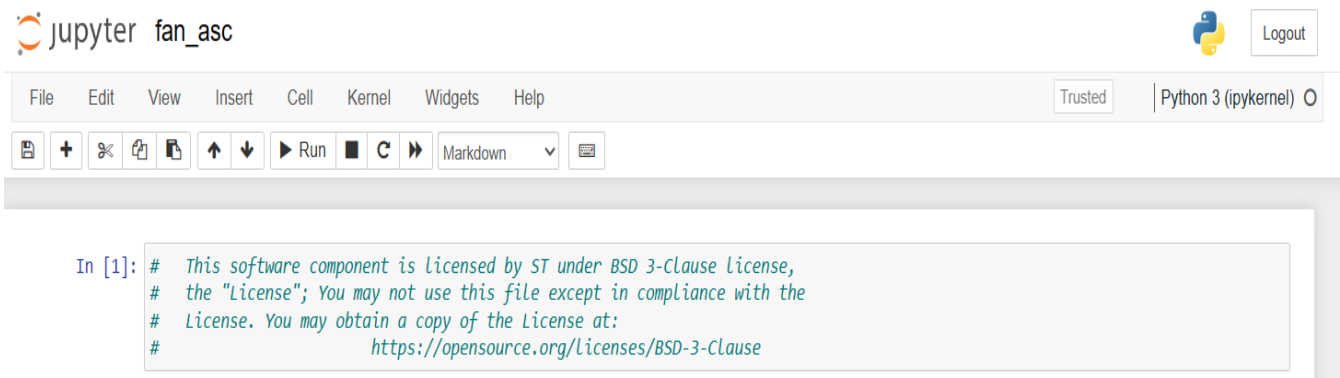 jupyter fan_asc
Logout
File Edit View Insert Cell Kernel Widgets Help
Trusted Python 3 (ipykernel)
Run Markdown
In [1]: #   This software component is licensed by ST under BSD 3-Clause license,
#   the "License"; You may not use this file except in compliance with the
#   License. You may obtain a copy of the License at:
#                        https://opensource.org/licenses/BSD-3-Clause